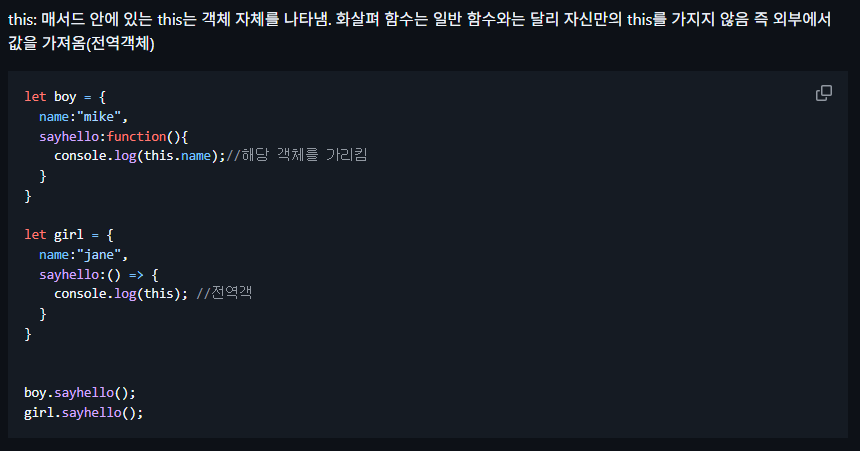 this: 매서드 안에 있는 this는 객체 자체를 나타냄. 화살펴 함수는 일반 함수와는 달리 자신만의 this를 가지지 않음 즉 외부에서
값을 가져옴(전역객체)
let boy = {
  name:"mike",
  sayhello:function(){
    console.log(this.name);//해당 객체를 가리킴
  }
}
let girl = {
  name:"jane",
  sayhello:() => {
    console.log(this); //전역객
  }
}
boy.sayhello();
girl.sayhello();